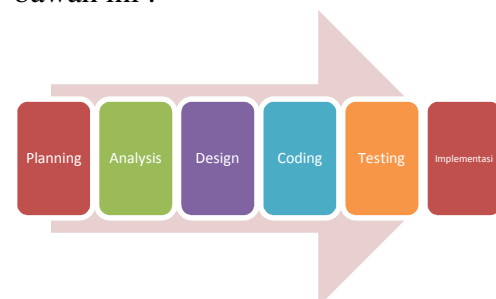 Planning
Analysis
Design
Coding
Testing
Implementasi